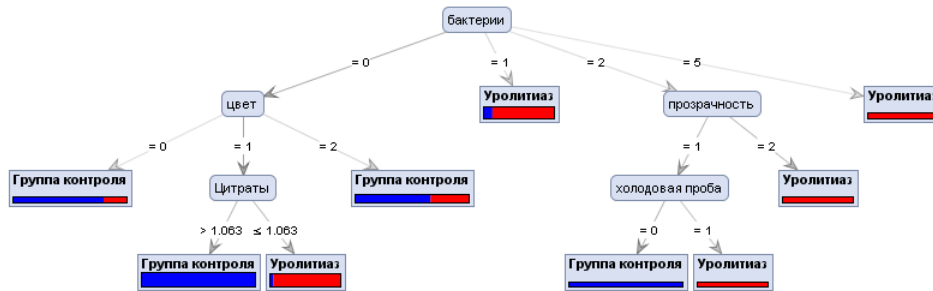 бактерии
= 0
= 1
= 2
= 5
цвет
Уролитиаз
прозрачность
Уролитиаз
= 0
= 1
= 2
= 1
= 2
Группа контроля
Цитраты
Группа контроля
холодовая проба
Уролитиаз
> 1.063
≤ 1.063
= 0
= 1
Группа контроля
Уролитиаз
Группа контроля
Уролитиаз